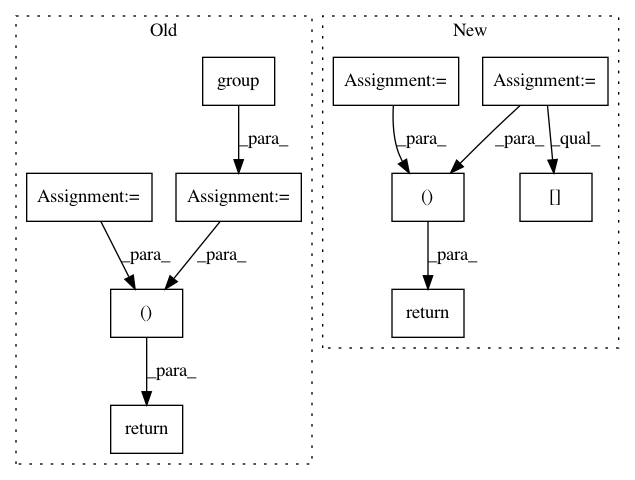 Old
New
group
Assignment:=
Assignment:=
_para_
_para_
_para_
_qual_
Assignment:=
Assignment:=
()
[]
_para_
_para_
_para_
()
return
_para_
return